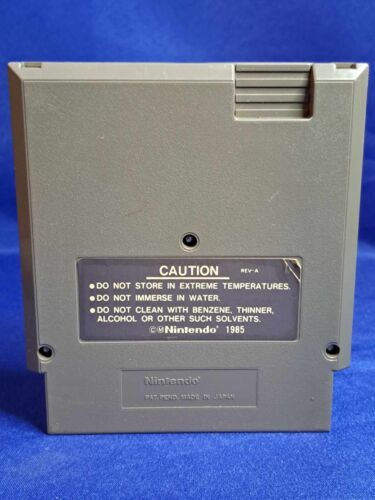 CAUTION REV-A
•DO NOT STORE IN EXTREME TEMPERATURES.
•DO NOT IMMERSE IN WATER.
•DO NOT CLEAN WITH BENZENE, THINNER,
ALCOHOL OR OTHER SUCH SOLVENTS.
©ⓂNintendo® 1985
Nintendo®
PAT. PEND. MADE IN JAPAN